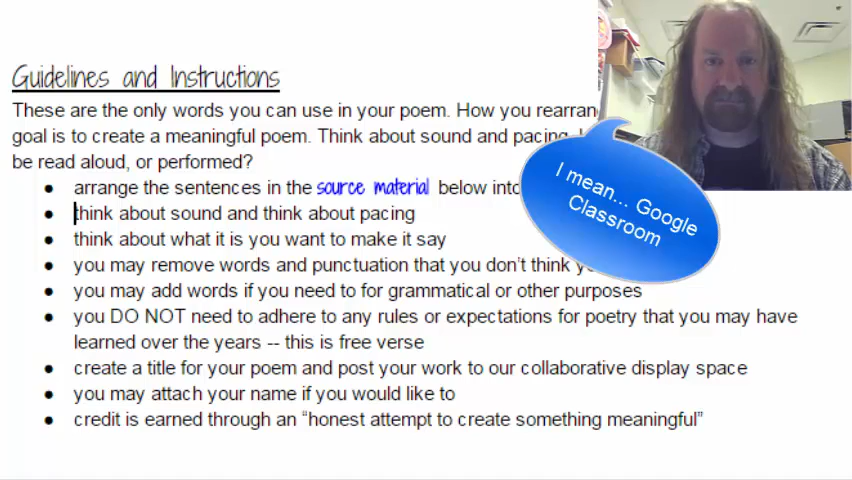 Guidelines and Instructions
These are the only words you can use in your poem. How you rearran
goal is to create a meaningful poem. Think about sound and pacing.
be read aloud, or performed?
● arrange the sentences in the source material below into
● think about sound and think about pacing
● think about what it is you want to make it say
● you may remove words and punctuation that you don't think
● you may add words if you need to for grammatical or other purposes
● you DO NOT need to adhere to any rules or expectations for poetry that you may have
learned over the years -- this is free verse
● create a title for your poem and post your work to our collaborative display space
● you may attach your name if you would like to
● credit is earned through an “honest attempt to create something meaningful”
I mean... Google
Classroom